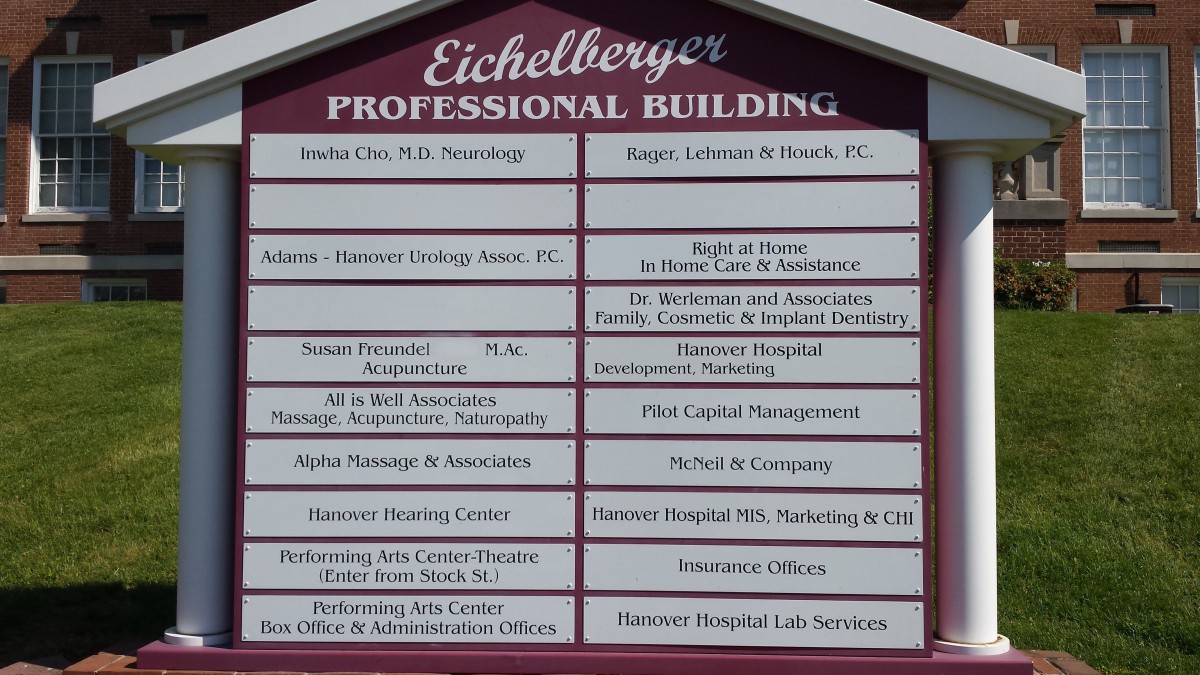 Eichelberger
PROFESSIONAL BUILDING
Inwha Cho, M.D. Neurology
Adams - Hanover Urology Assoc. P.C.
Susan Freundel M.Ac.
Acupuncture
All is Well Associates
Massage, Acupuncture, Naturopathy
Alpha Massage & Associates
Hanover Hearing Center
Performing Arts Center-Theatre
(Enter from Stock St.)
Performing Arts Center
Box Office & Administration Offices
Rager, Lehman & Houck, P.C.
Right at Home
In Home Care & Assistance
Dr. Werleman and Associates
Family, Cosmetic & Implant Dentistry
Hanover Hospital
Development, Marketing
Pilot Capital Management
McNeil & Company
Hanover Hospital MIS, Marketing & CHI
Insurance Offices
Hanover Hospital Lab Services